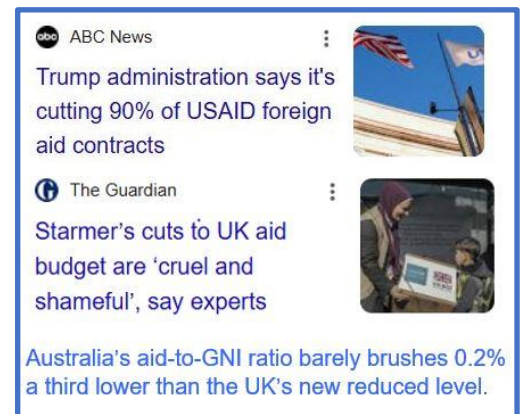 abc ABC News
Trump administration says it's
cutting 90% of USAID foreign
aid contracts
The Guardian
Starmer's cuts to UK aid
budget are ‘cruel and
shameful’, say experts
Australia's aid-to-GNI ratio barely brushes 0.2%
a third lower than the UK's new reduced level.